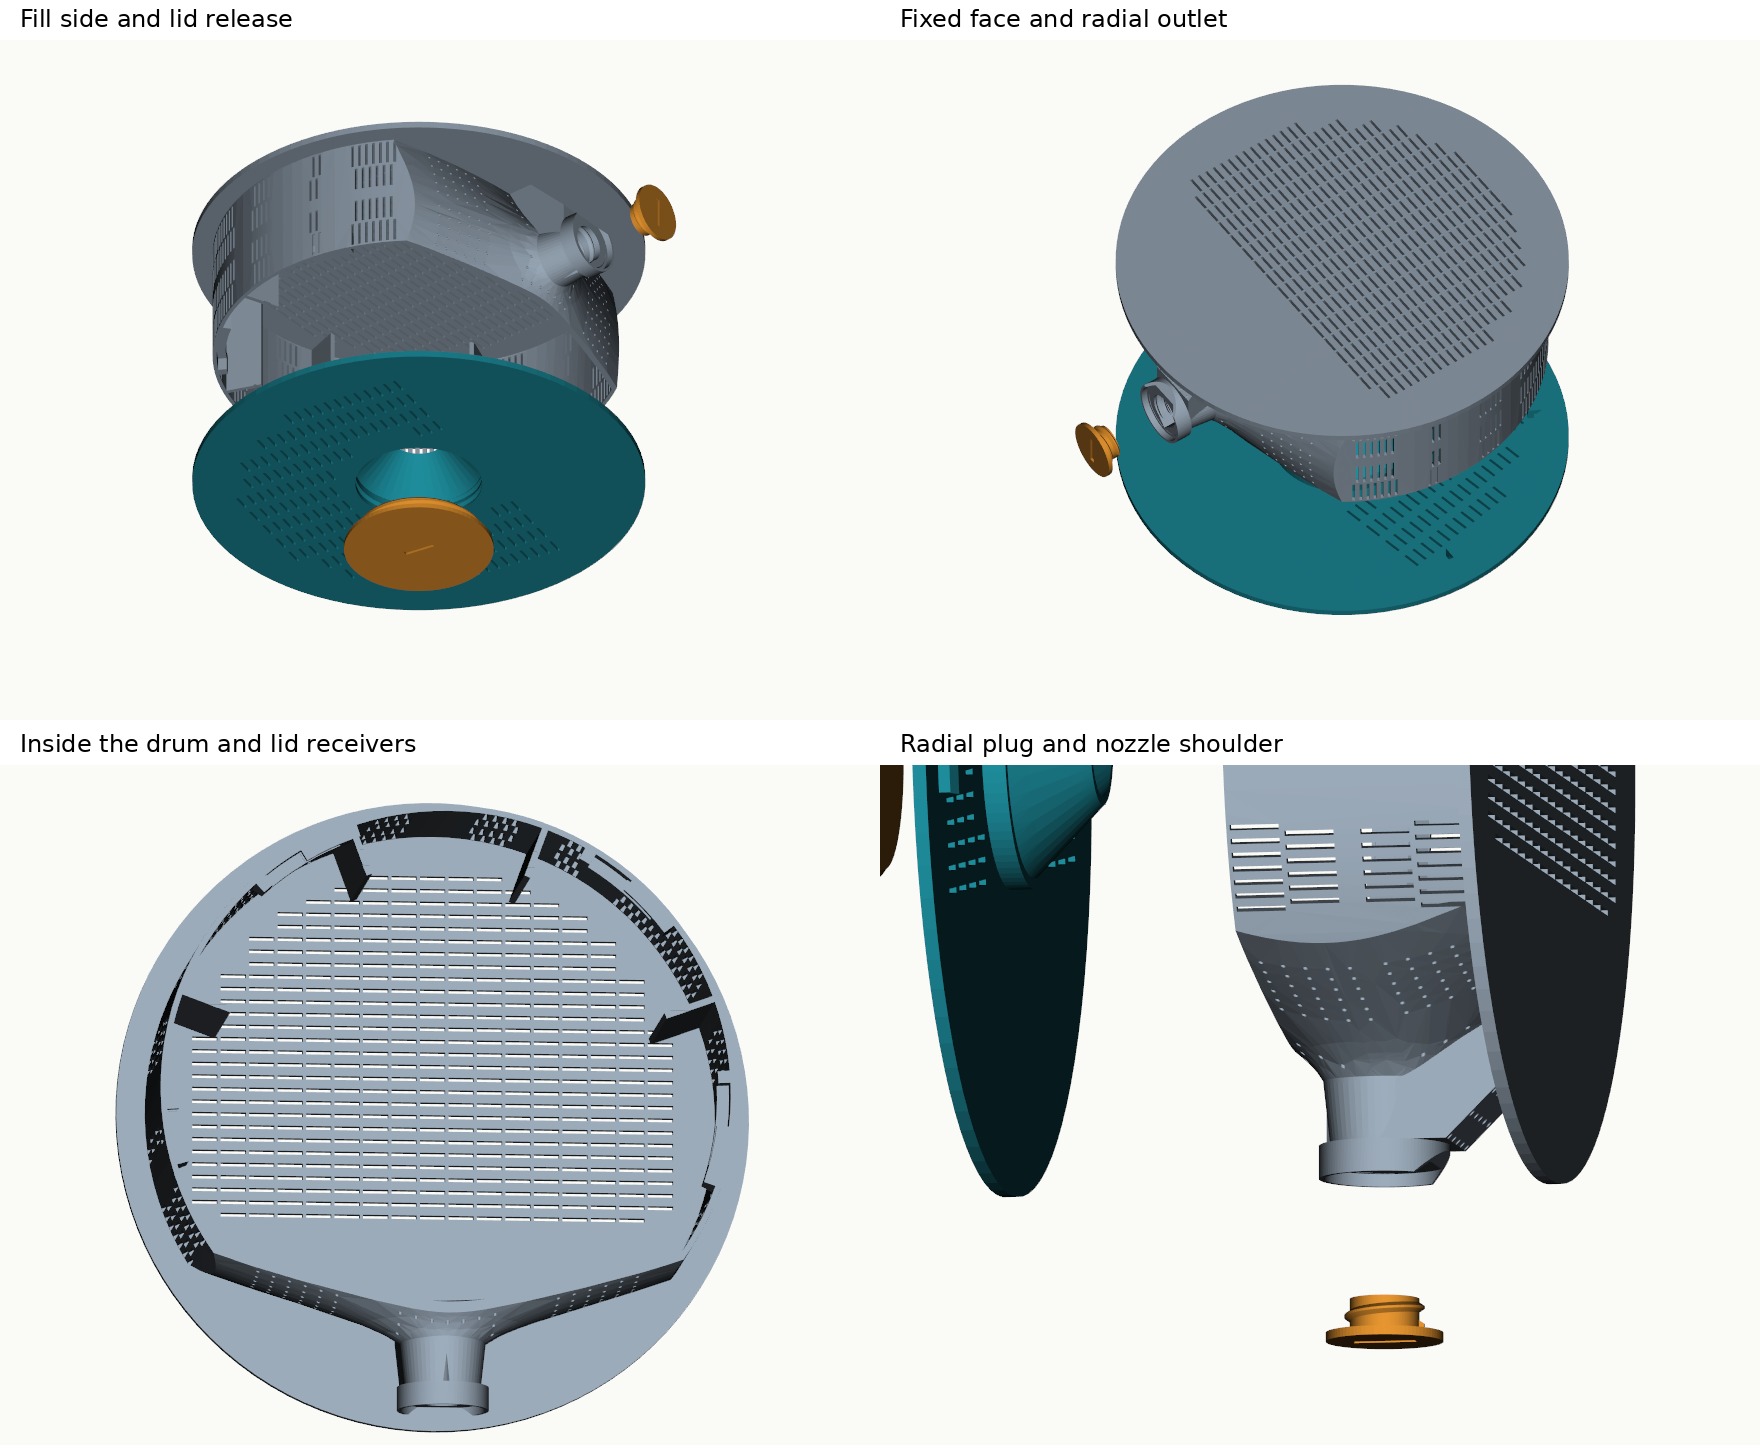 Fill side and lid release
Fixed face and radial outlet
Inside the drum and lid receivers
Radial plug and nozzle shoulder